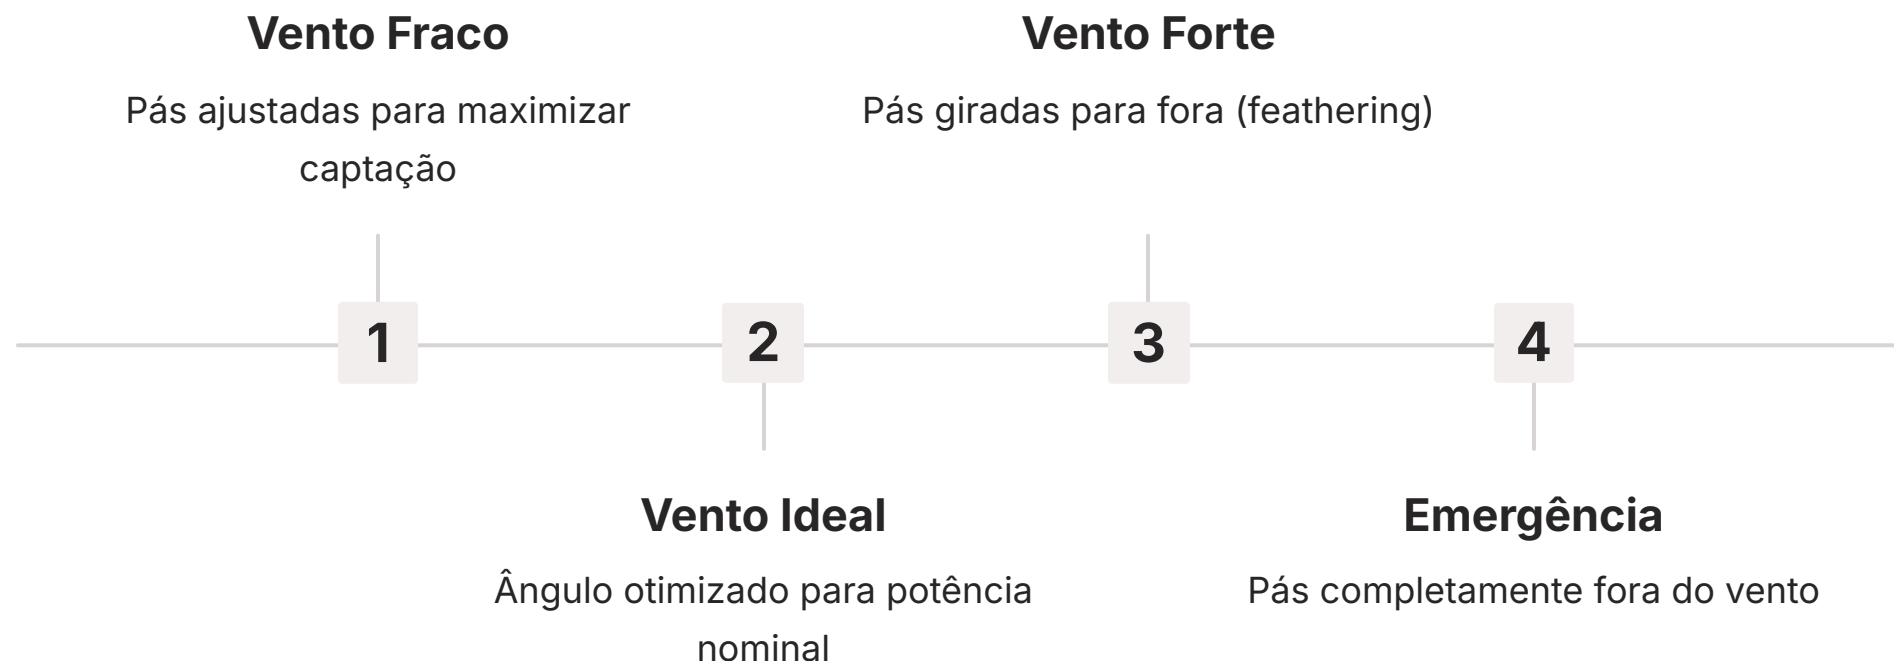 Vento Fraco
Pás ajustadas para maximizar
captação
Vento Forte
Pás giradas para fora (feathering)
1
2
3
4
Vento Ideal
Ângulo otimizado para potência
nominal
Emergência
Pás completamente fora do vento